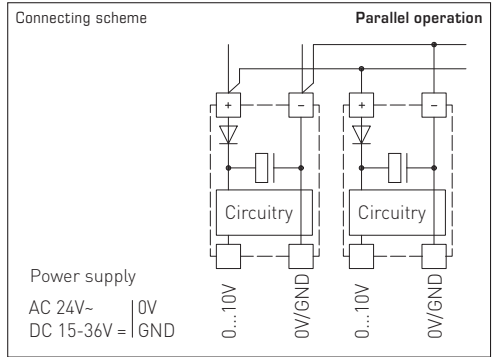 Connecting scheme
Parallel operation
+
−
+
−
Circuitry
Circuitry
Power supply
AC 24V~ 0V
DC 15-36V = GND
0...10V
0V/GND
0...10V
0V/GND